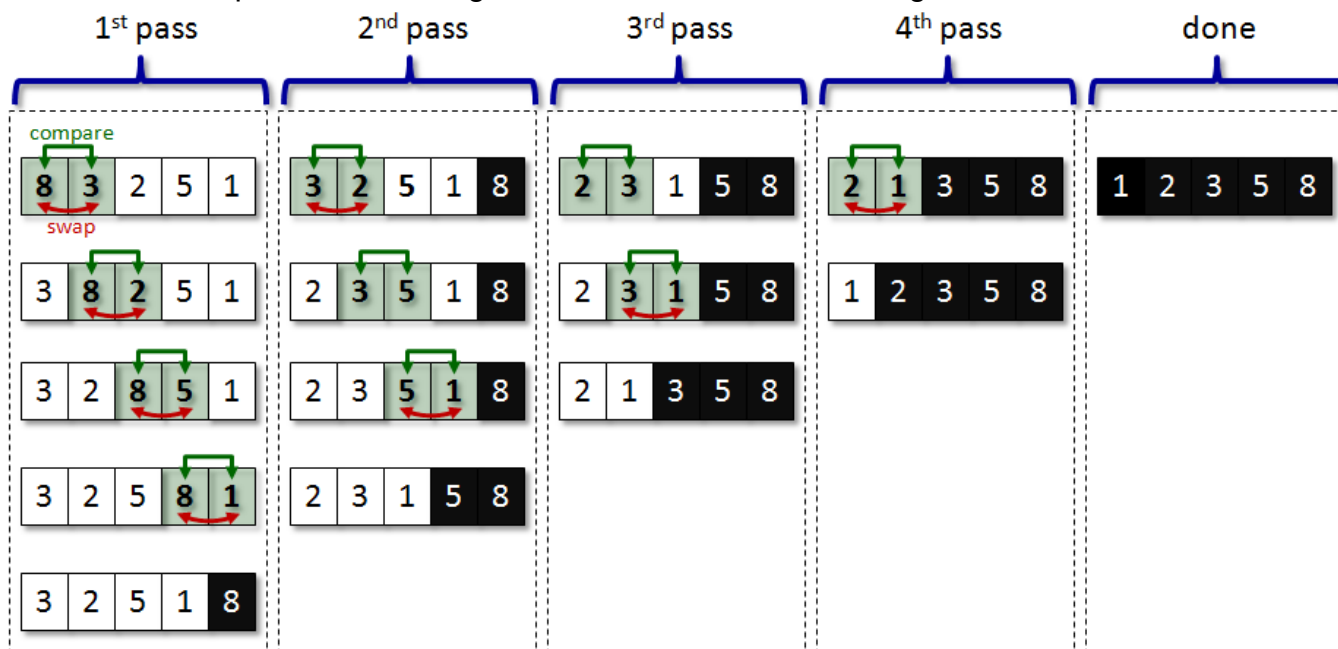 1st pass 2nd pass 3rd pass 4th pass done
compare
8 3 2 5 1 3 2 5 1 8 2 3 1 5 8 2 1 3 5 8 1 2 3 5 8
swap
3 8 2 5 1 2 3 5 1 8 2 3 1 5 8 1 2 3 5 8
3 2 8 5 1 2 3 5 1 8 2 1 3 5 8
3 2 5 8 1 2 3 1 5 8
3 2 5 1 8